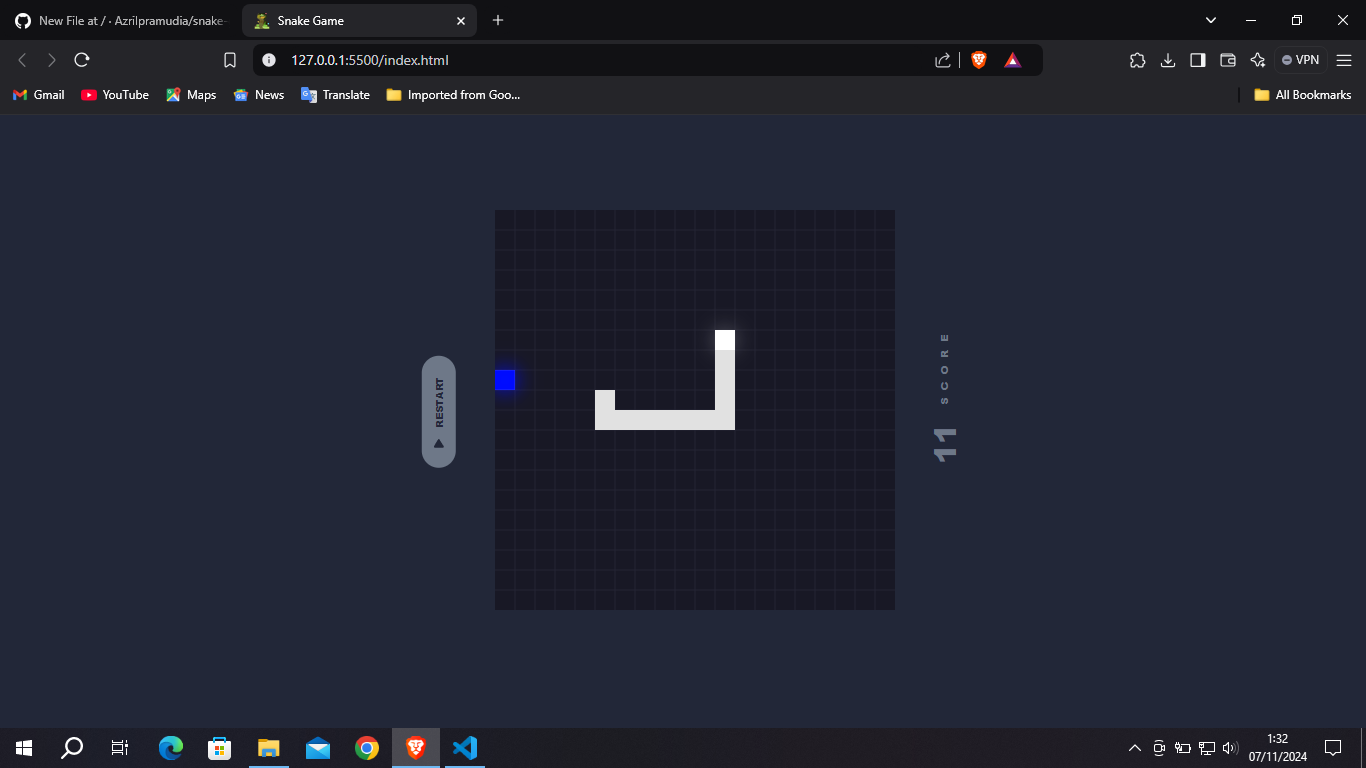 New File at / · Azrilpramudia/snake-
Snake Game
127.0.0.1:5500/index.html
VPN
Gmail
YouTube
Maps
News
Translate
Imported from Goo...
All Bookmarks
RESTART
SCORE
11
1:32
07/11/2024